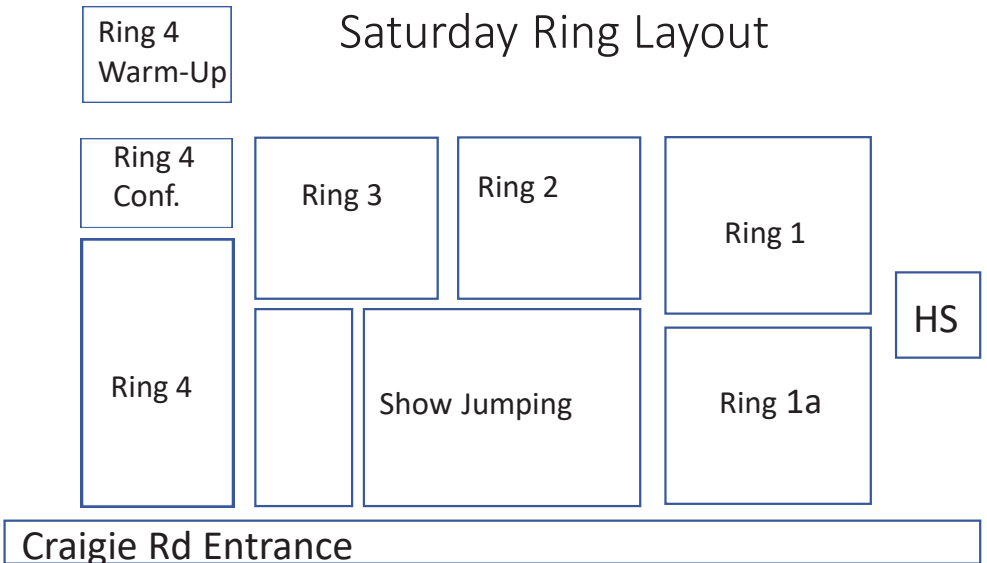 Saturday Ring Layout
Ring 4
Warm-Up
Ring 4
Conf.
Ring 3
Ring 2
Ring 1
HS
Ring 4
Show Jumping
Ring 1a
Craigie Rd Entrance